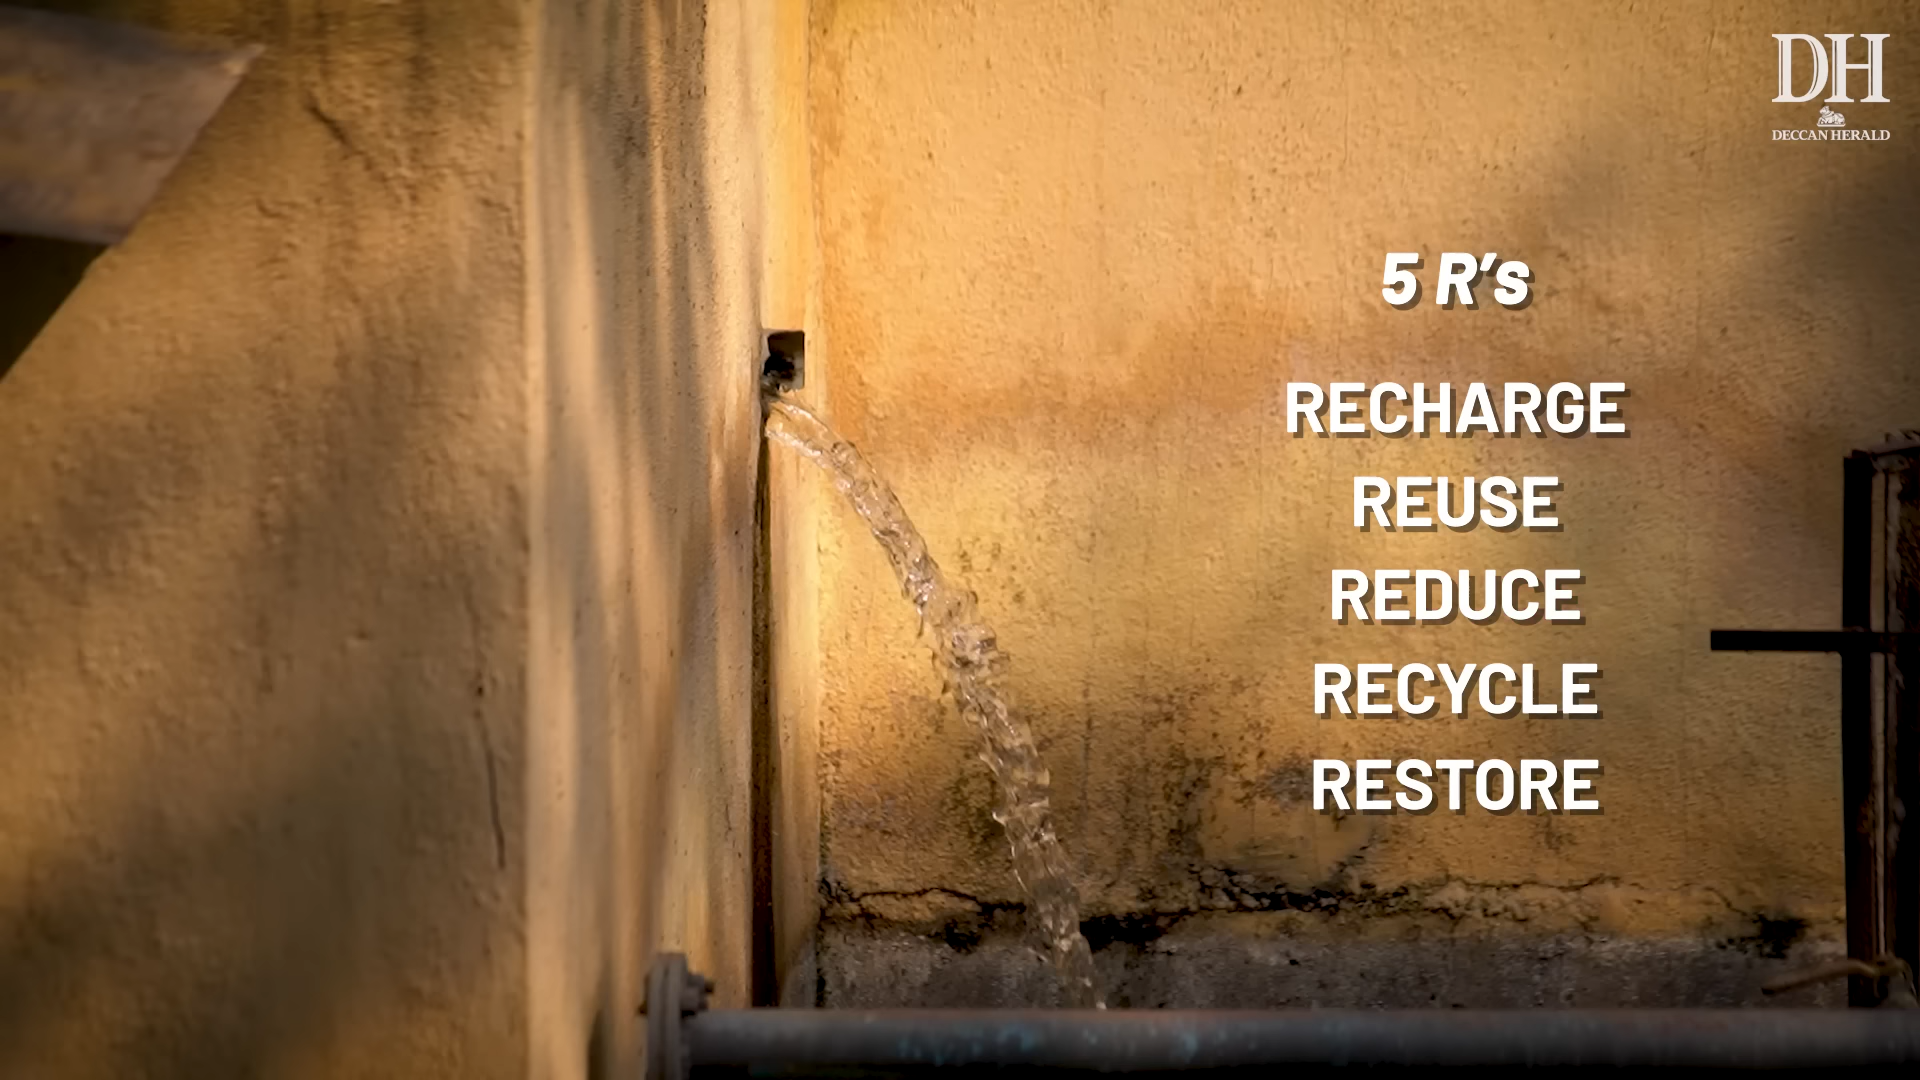 DH
DECCAN HERALD
5 R's
RECHARGE
REUSE
REDUCE
RECYCLE
RESTORE